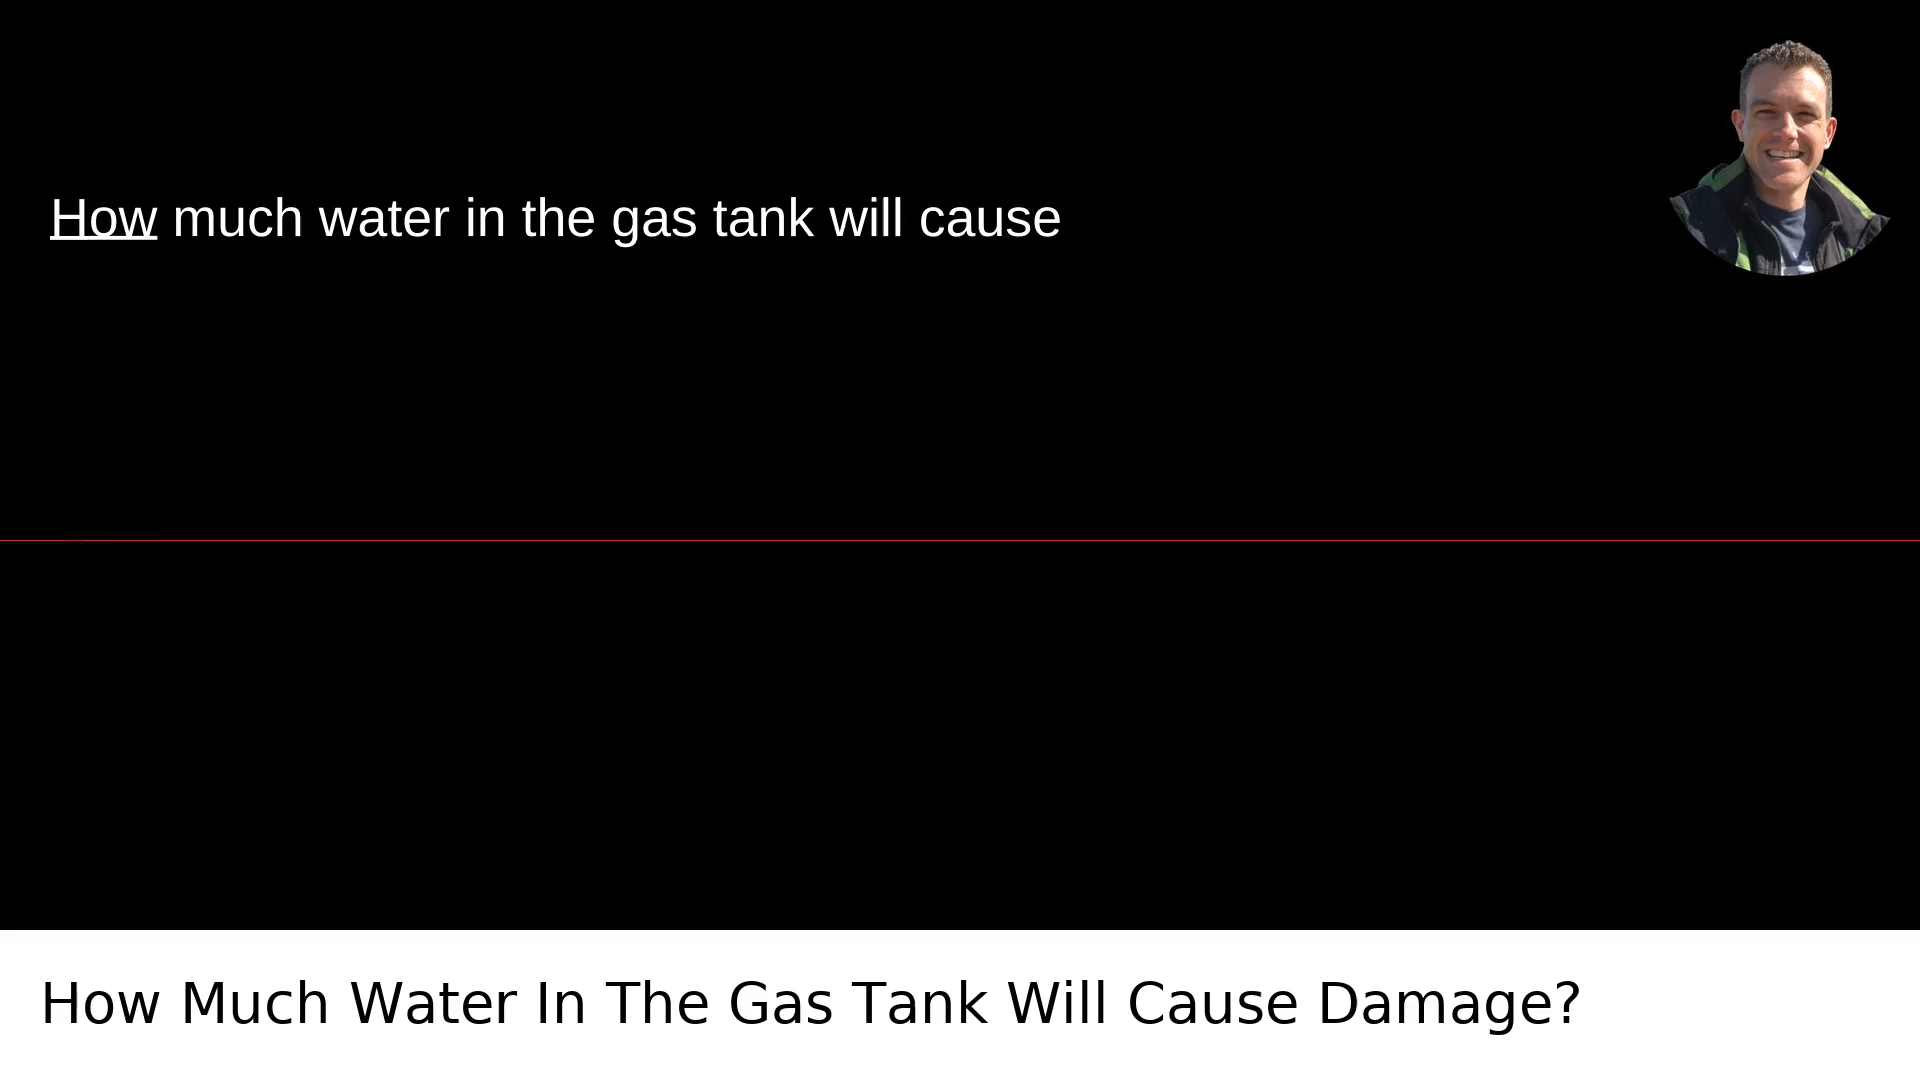 How much water in the gas tank will cause
How Much Water In The Gas Tank Will Cause Damage?